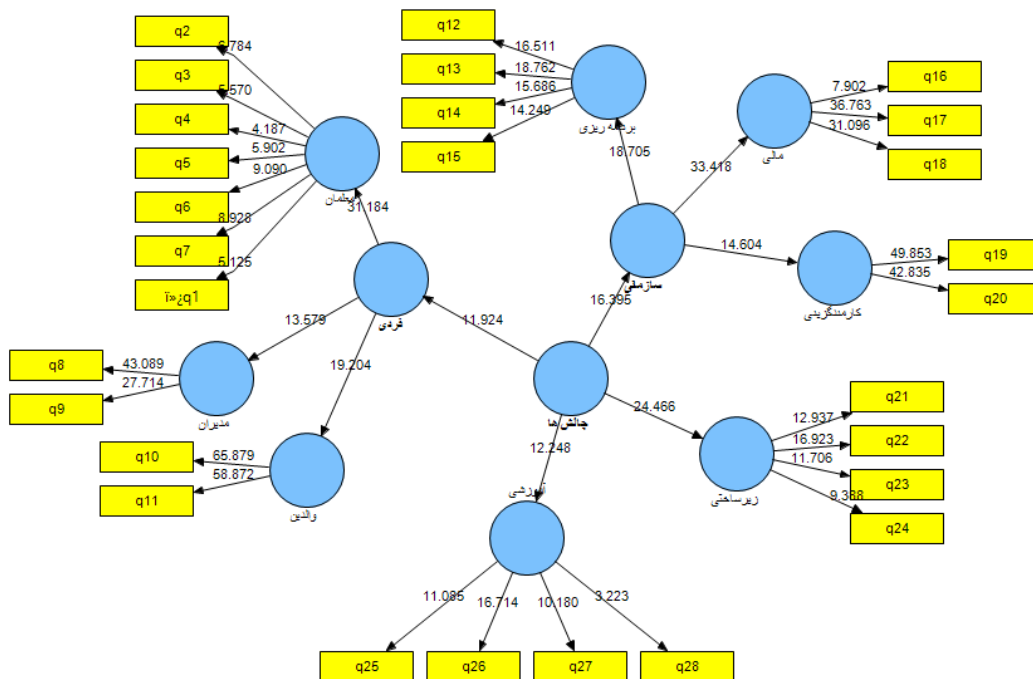 q2
6.784
q3
5.570
q4
4.187
q5
5.902
q6
9.090
q7
8.928
ï»¿q1
5.125
معلمان
31.184
q12
16.511
q13
18.762
q14
15.686
q15
14.249
برنامه ریزی
18.705
q16
7.902
q17
36.763
q18
31.096
مالی
33.418
q19
49.853
q20
42.835
کارمندگزینی
14.604
سازمانی
16.395
فردی
11.924
13.579
19.204
q8
43.089
q9
27.714
مدیران
q10
65.879
q11
58.872
والدین
چالش ها
24.466
12.248
q21
12.937
q22
16.923
q23
11.706
q24
9.388
زیرساختی
آموزشی
11.085
16.714
10.180
3.223
q25
q26
q27
q28